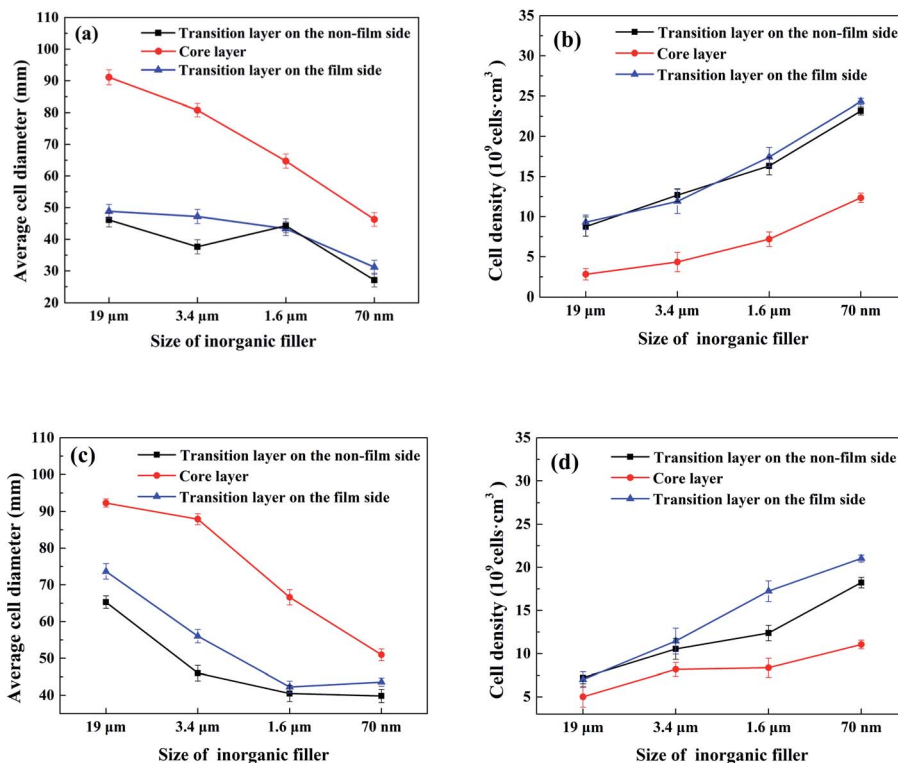 (a)
Transition layer on the non-film side
Core layer
Transition layer on the film side
Average cell diameter (mm)
110
100
90
80
70
60
50
40
30
20
19 μm 3.4 μm 1.6 μm 70 nm
Size of inorganic filler
(b)
Transition layer on the non-film side
Core layer
Transition layer on the film side
Cell density (10⁹cells·cm³)
35
30
25
20
15
10
5
0
19 μm 3.4 μm 1.6 μm 70 nm
Size of inorganic filler
(c)
Transition layer on the non-film side
Core layer
Transition layer on the film side
Average cell diameter (mm)
110
100
90
80
70
60
50
40
19 μm 3.4 μm 1.6 μm 70 nm
Size of inorganic filler
(d)
Transition layer on the non-film side
Core layer
Transition layer on the film side
Cell density (10⁹cells·cm³)
35
30
25
20
15
10
5
19 μm 3.4 μm 1.6 μm 70 nm
Size of inorganic filler